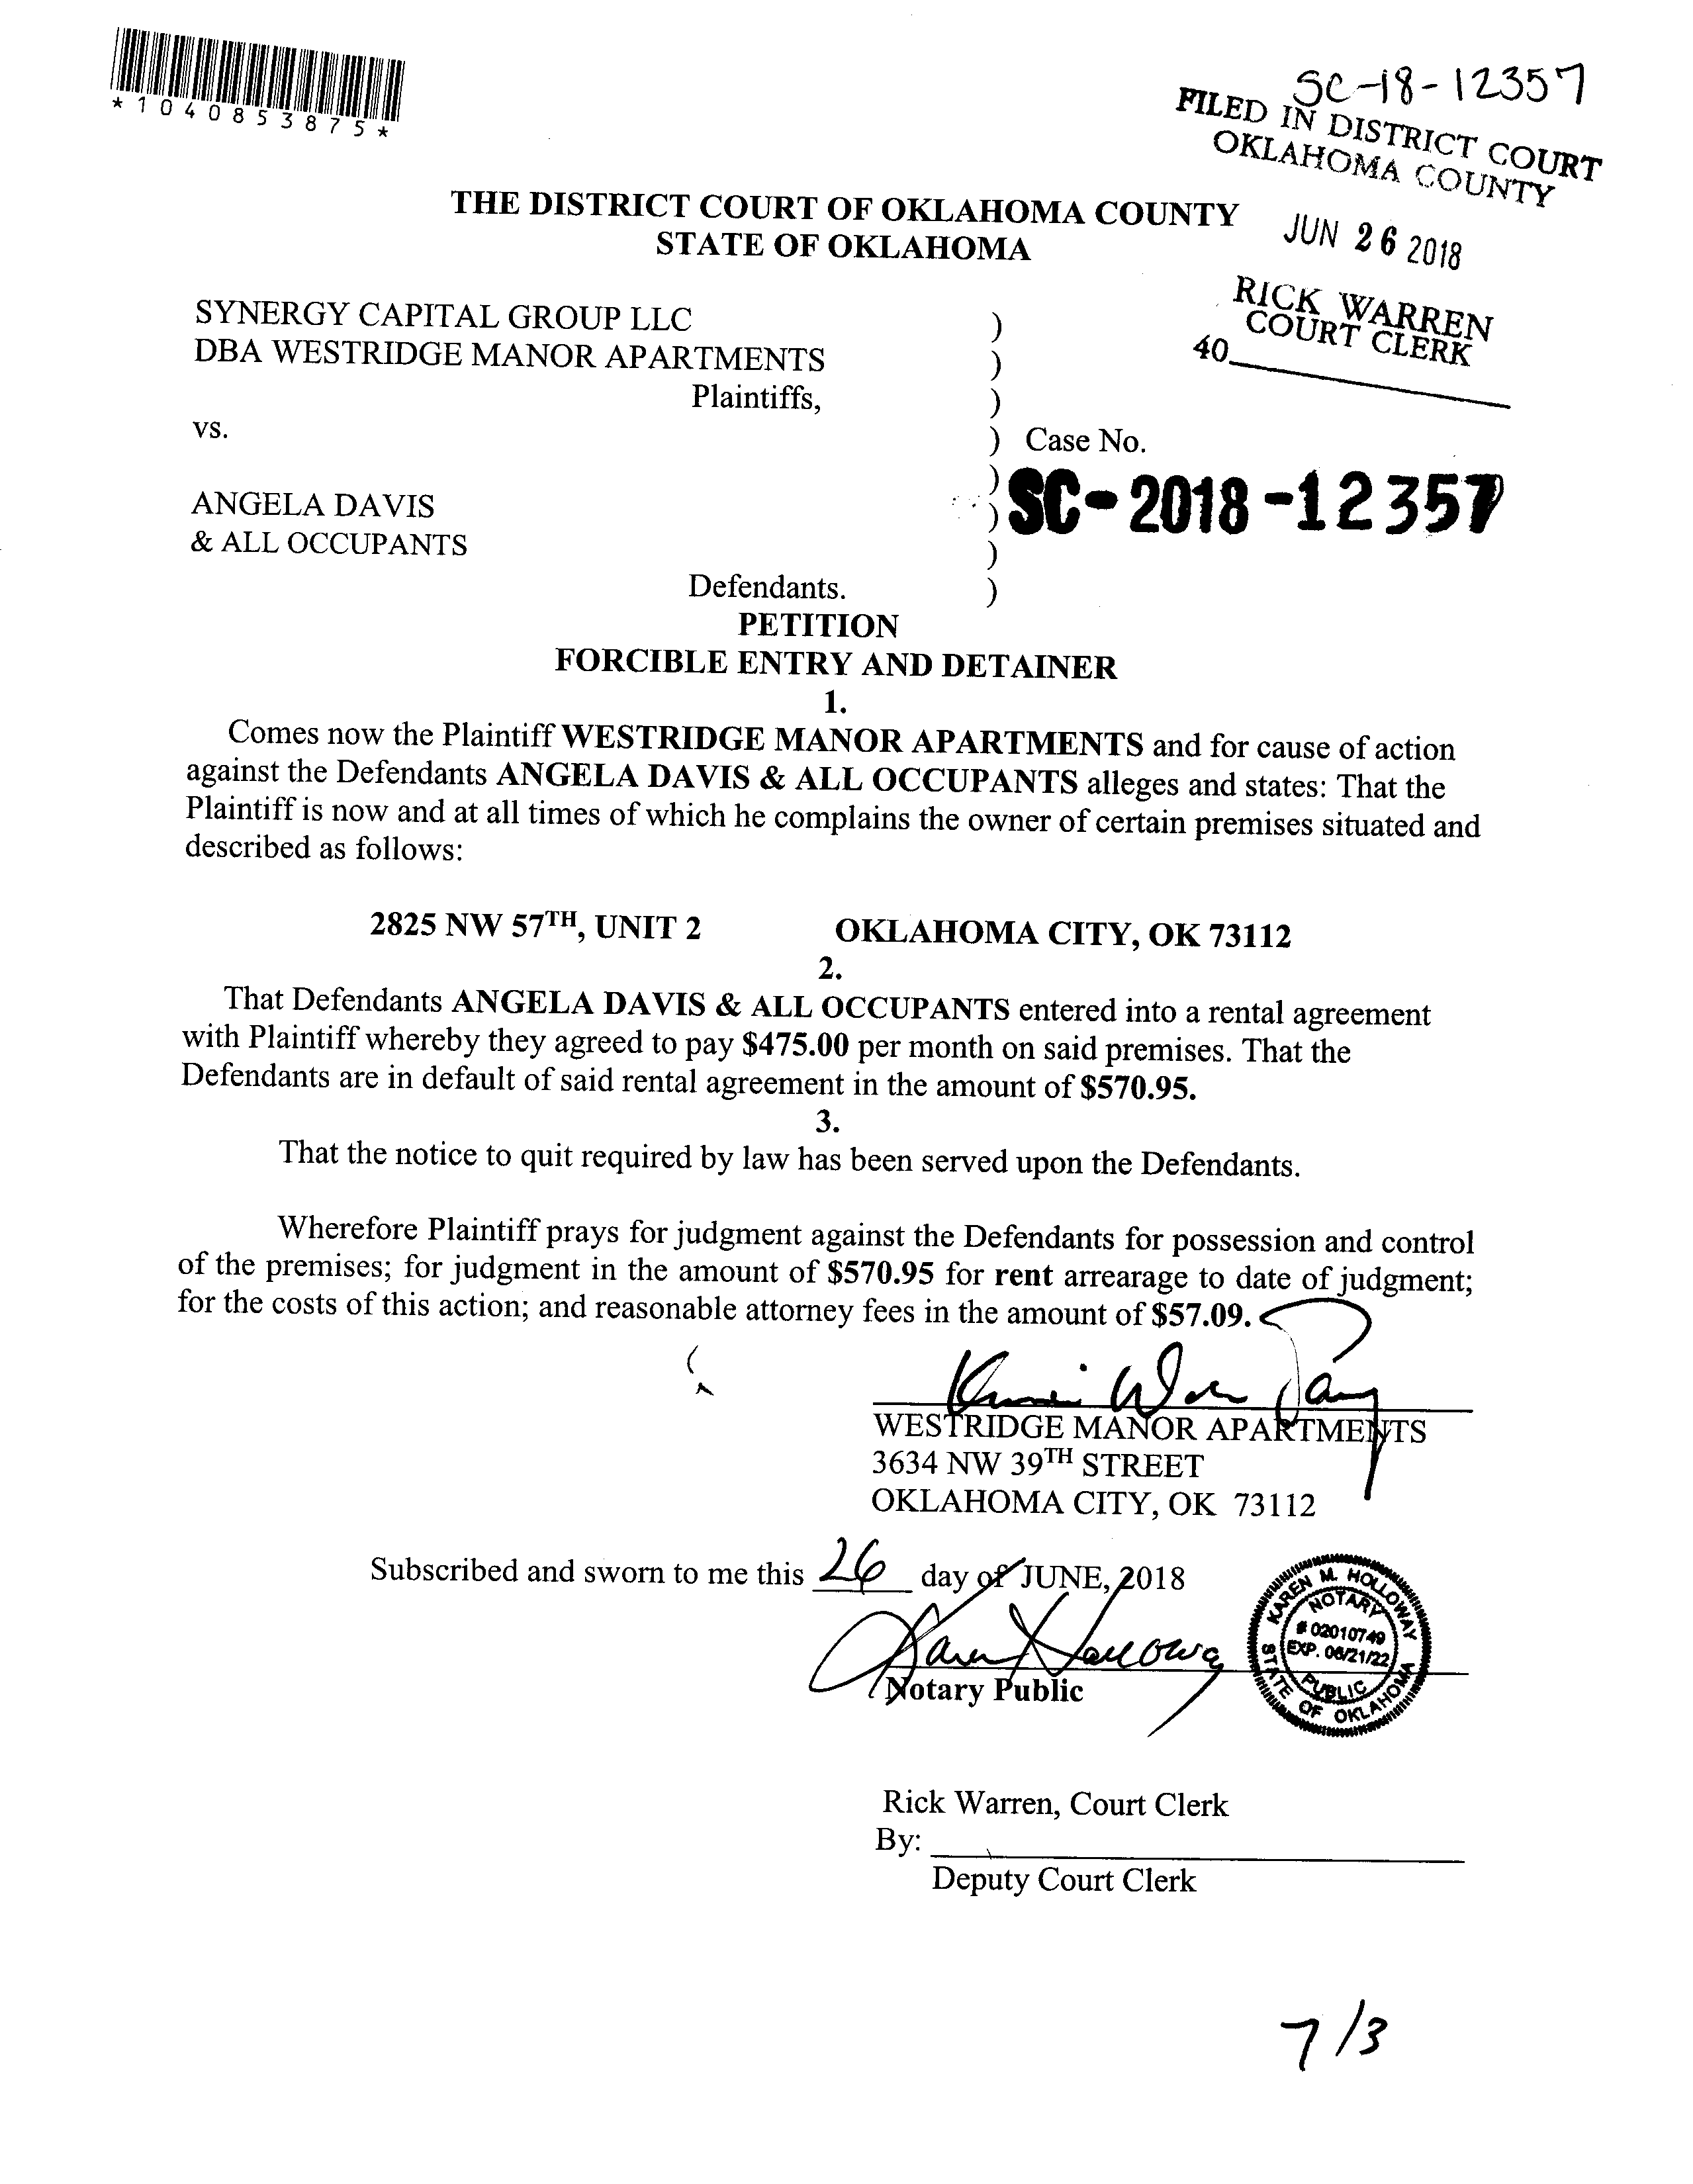 *1040853875*
SC-18-12357
FILED IN DISTRICT COURT
OKLAHOMA COUNTY
JUN 26 2018
RICK WARREN
COURT CLERK
40
THE DISTRICT COURT OF OKLAHOMA COUNTY
STATE OF OKLAHOMA
SYNERGY CAPITAL GROUP LLC )
DBA WESTRIDGE MANOR APARTMENTS )
Plaintiffs, )
vs. ) Case No.
) SC-2018-12357
ANGELA DAVIS )
& ALL OCCUPANTS )
Defendants. )
PETITION
FORCIBLE ENTRY AND DETAINER
1.
Comes now the Plaintiff WESTRIDGE MANOR APARTMENTS and for cause of action
against the Defendants ANGELA DAVIS & ALL OCCUPANTS alleges and states: That the
Plaintiff is now and at all times of which he complains the owner of certain premises situated and
described as follows:
2825 NW 57TH, UNIT 2 OKLAHOMA CITY, OK 73112
2.
That Defendants ANGELA DAVIS & ALL OCCUPANTS entered into a rental agreement
with Plaintiff whereby they agreed to pay $475.00 per month on said premises. That the
Defendants are in default of said rental agreement in the amount of $570.95.
3.
That the notice to quit required by law has been served upon the Defendants.
Wherefore Plaintiff prays for judgment against the Defendants for possession and control
of the premises; for judgment in the amount of $570.95 for rent arrearage to date of judgment;
for the costs of this action; and reasonable attorney fees in the amount of $57.09.
WESTRIDGE MANOR APARTMENTS
3634 NW 39TH STREET
OKLAHOMA CITY, OK 73112
Subscribed and sworn to me this 26 day of JUNE, 2018
Karen Holloway
Notary Public
KAREN M. HOLLOWAY
NOTARY
# 02010749
EXP. 06/21/22
PUBLIC
STATE OF OKLAHOMA
Rick Warren, Court Clerk
By:
Deputy Court Clerk
7/3